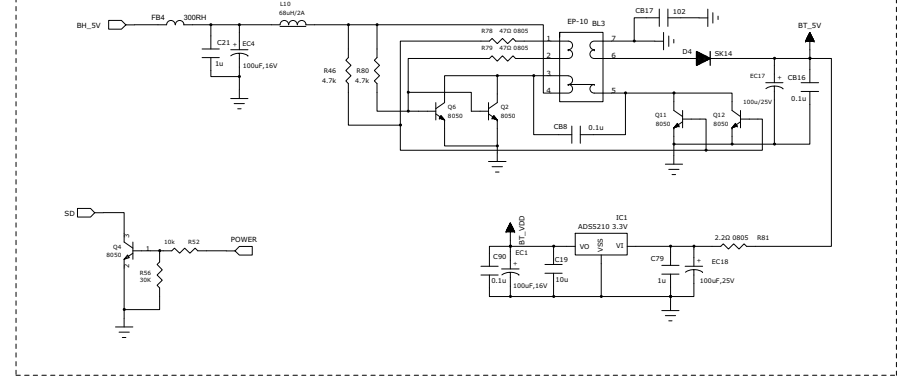 BH_5V
FB4 300RH
L10
68uH/2A
C21
1u
EC4
100uF,16V
R46
4.7k
R80
4.7k
R78 47Ω 0805
R79 47Ω 0805
EP-10 BL3
1
2
3
4
7
6
5
CB17 102
BT_5V
D4 SK14
EC17
100u/25V
CB16
0.1u
Q6
8050
Q2
8050
CB8 0.1u
Q11
8050
Q12
8050
SD
Q4
8050
3
1
2
10k R52
POWER
R56
30K
BT_VDD
IC1
ADS5210 3.3V
VO
VSS
VI
C90
0.1u
EC1
100uF,16V
C19
10u
C79
1u
EC18
100uF,25V
2.2Ω 0805 R81